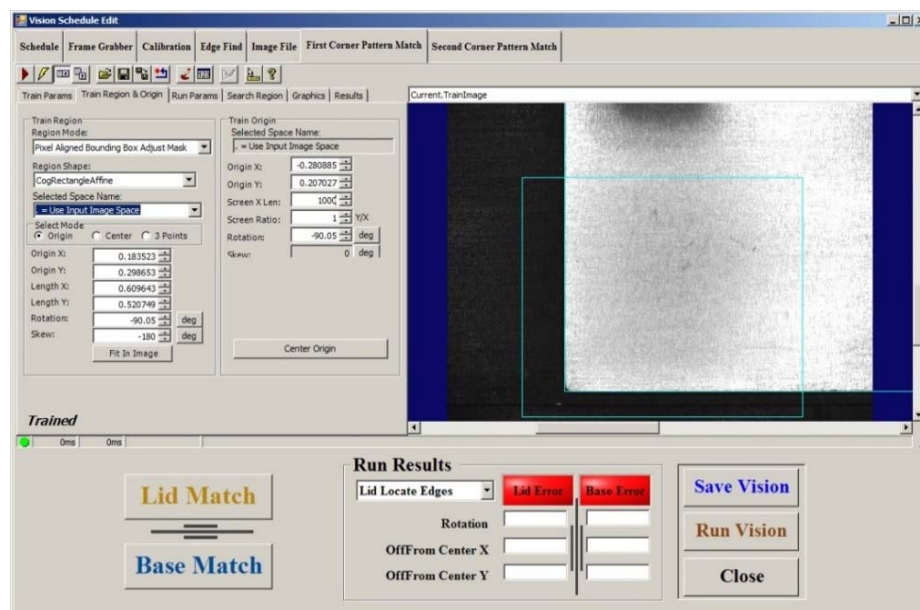 Vision Schedule Edit
Schedule Frame Grabber Calibration Edge Find Image File First Corner Pattern Match Second Corner Pattern Match
Train Params Train Region & Origin Run Params Search Region Graphics Results
Current.TrainImage
Train Region
Region Mode:
Pixel Aligned Bounding Box Adjust Mask
Region Shape:
CogRectangleAffine
Selected Space Name:
. = Use Input Image Space
Select Mode
Origin Center 3 Points
Origin X: 0.183523
Origin Y: 0.298653
Length X: 0.609643
Length Y: 0.520749
Rotation: -90.05 deg
Skew: -180 deg
Fit In Image
Train Origin
Selected Space Name:
. = Use Input Image Space
Origin X: -0.280885
Origin Y: 0.207027
Screen X Len: 100
Screen Ratio: 1 Y/X
Rotation: -90.05 deg
Skew: 0 deg
Center Origin
Trained
0ms 0ms
Lid Match
Base Match
Run Results
Lid Locate Edges Lid Error Base Error
Rotation
OffFrom Center X
OffFrom Center Y
Save Vision
Run Vision
Close